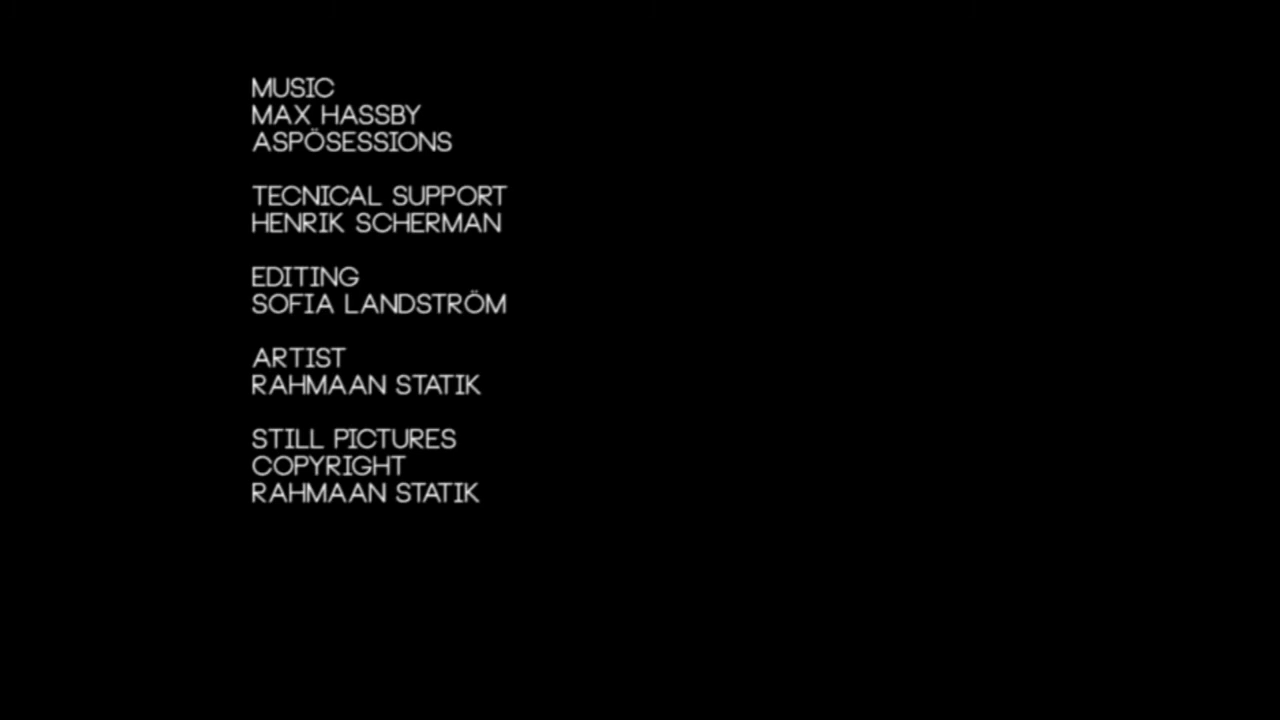 MUSIC
MAX HASSBY
ASPÖSESSIONS
TECNICAL SUPPORT
HENRIK SCHERMAN
EDITING
SOFIA LANDSTRÖM
ARTIST
RAHMAAN STATIK
STILL PICTURES
COPYRIGHT
RAHMAAN STATIK